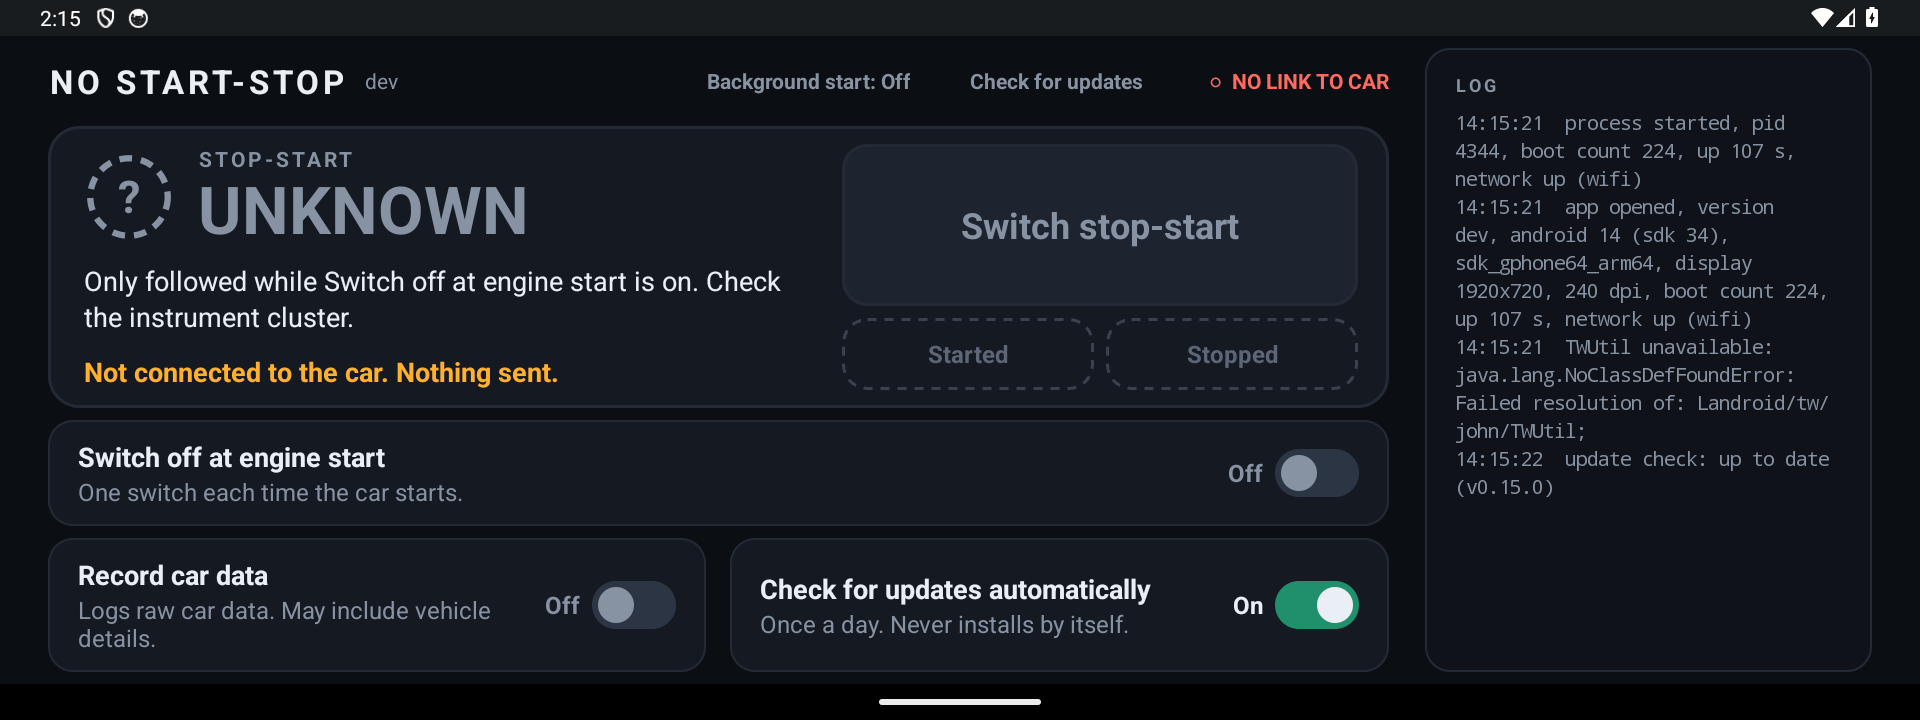 2:15
NO START-STOP dev
Background start: Off
Check for updates
NO LINK TO CAR
?
STOP-START
UNKNOWN
Only followed while Switch off at engine start is on. Check
the instrument cluster.
Not connected to the car. Nothing sent.
Switch stop-start
Started
Stopped
Switch off at engine start
One switch each time the car starts.
Off
Record car data
Logs raw car data. May include vehicle
details.
Off
Check for updates automatically
Once a day. Never installs by itself.
On
LOG
14:15:21 process started, pid
4344, boot count 224, up 107 s,
network up (wifi)
14:15:21 app opened, version
dev, android 14 (sdk 34),
sdk_gphone64_arm64, display
1920x720, 240 dpi, boot count 224,
up 107 s, network up (wifi)
14:15:21 TWUtil unavailable:
java.lang.NoClassDefFoundError:
Failed resolution of: Landroid/tw/
john/TWUtil;
14:15:22 update check: up to date
(v0.15.0)